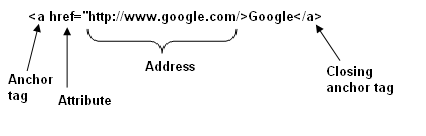 <a href="http://www.google.com/>Google</a>
Address
Anchor
tag
Attribute
Closing
anchor tag